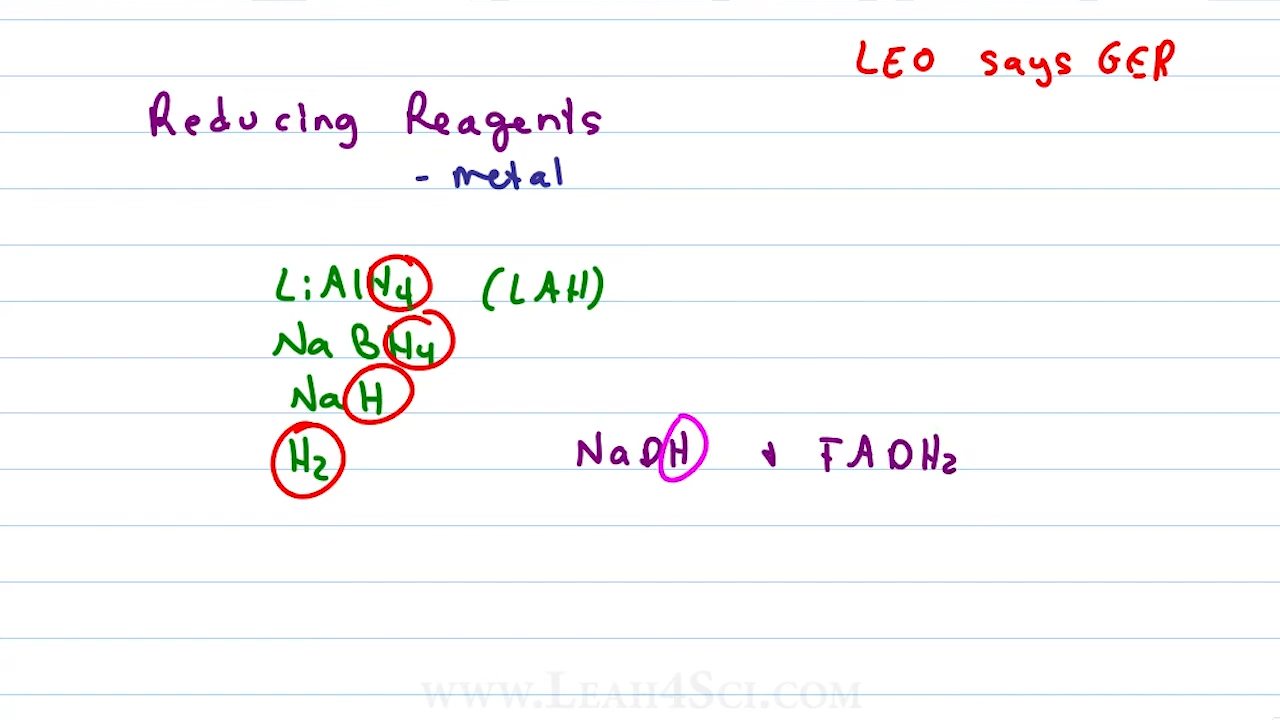 LEO says GER
Reducing Reagents
- metal
LiAlH4 (LAH)
NaBH4
NaH
H2 NaDH + FADH2
www.Leah4Sci.com